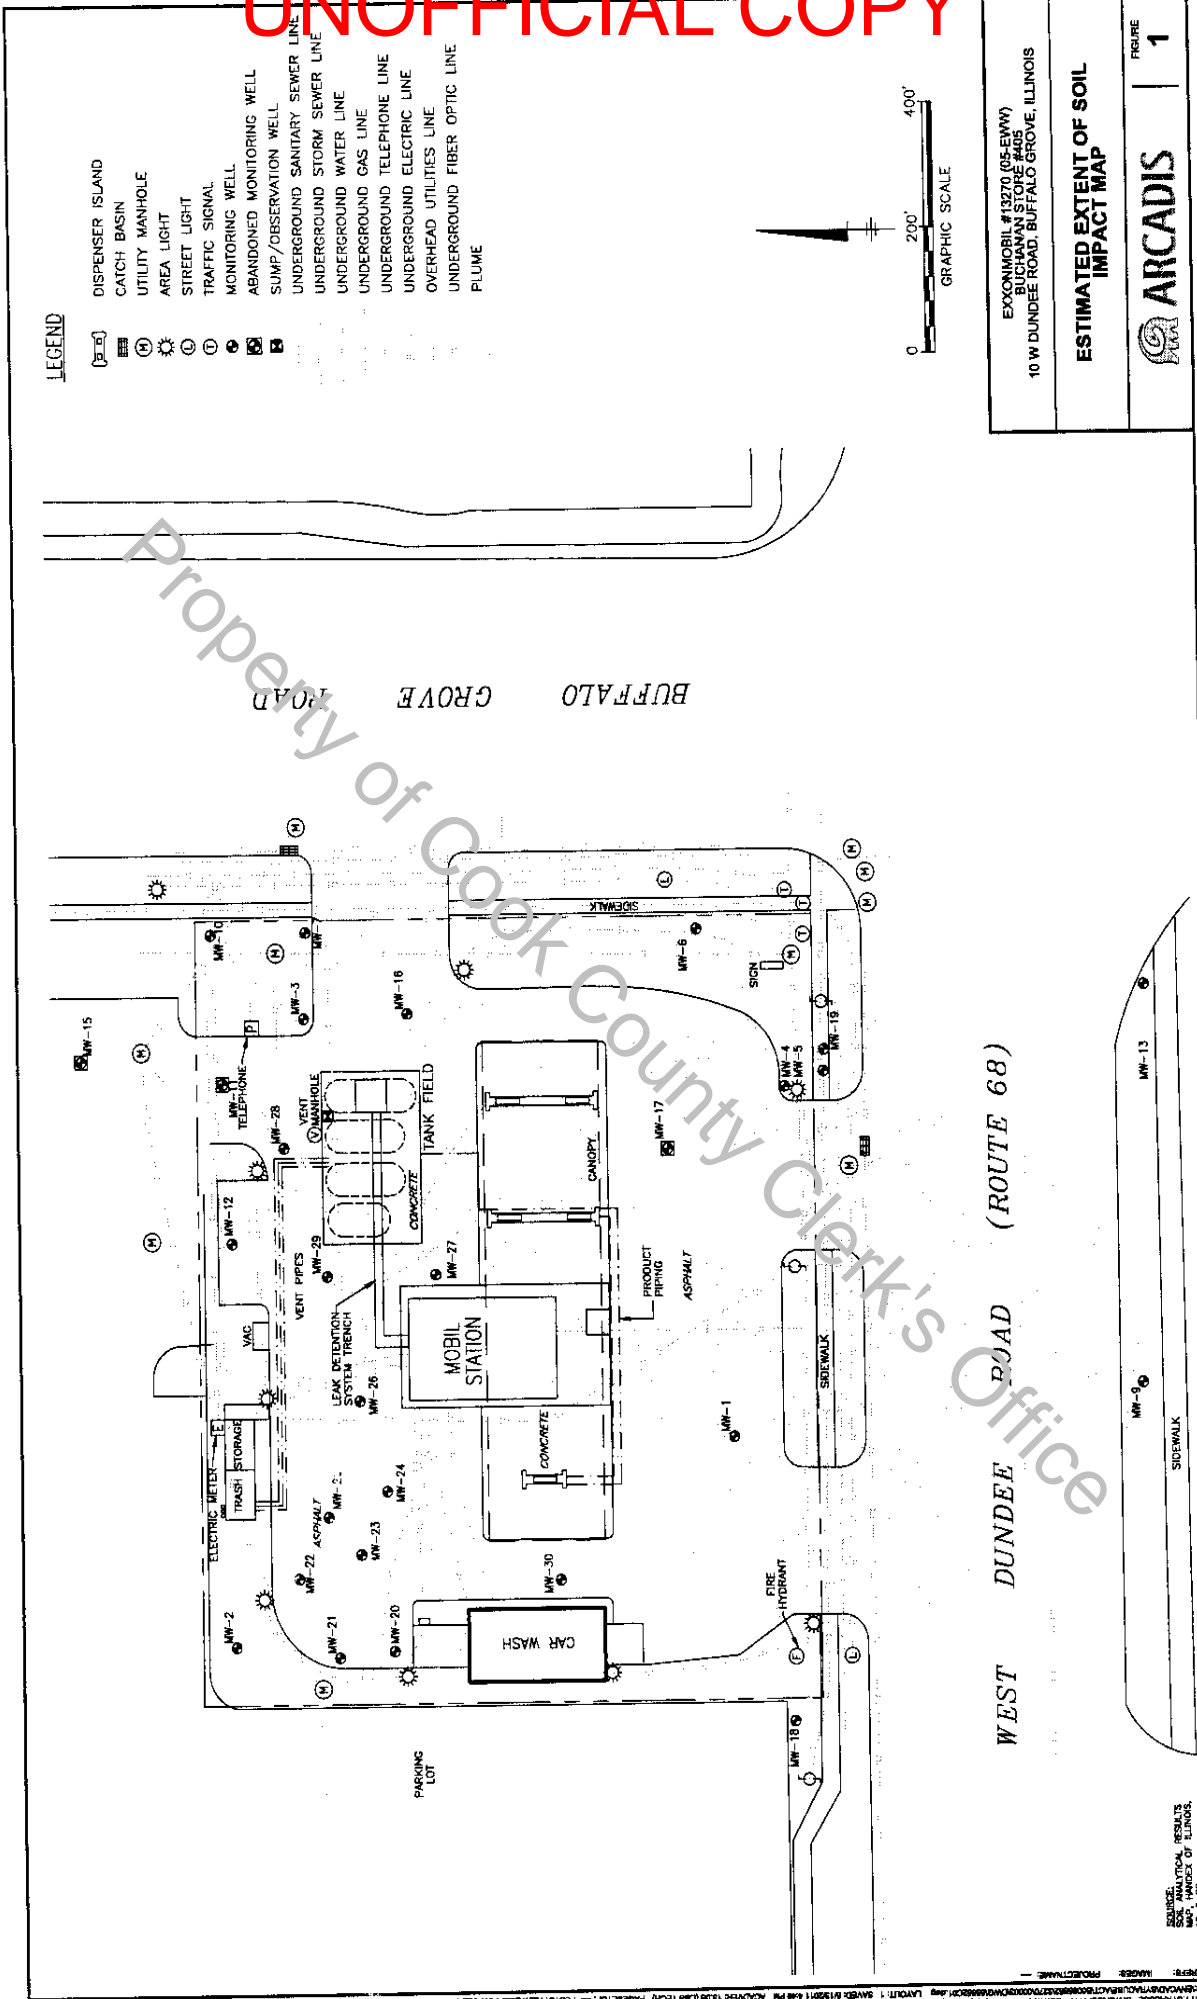 UNOFFICIAL COPY
LEGEND
DISPENSER ISLAND
CATCH BASIN
M UTILITY MANHOLE
AREA LIGHT
L STREET LIGHT
T TRAFFIC SIGNAL
MONITORING WELL
ABANDONED MONITORING WELL
SUMP/OBSERVATION WELL
UNDERGROUND SANITARY SEWER LINE
UNDERGROUND STORM SEWER LINE
UNDERGROUND WATER LINE
UNDERGROUND GAS LINE
UNDERGROUND TELEPHONE LINE
UNDERGROUND ELECTRIC LINE
OVERHEAD UTILITIES LINE
UNDERGROUND FIBER OPTIC LINE
PLUME
0 200' 400'
GRAPHIC SCALE
EXXONMOBIL #13270 (05-EWW)
BUCHANAN STORE #405
10 W DUNDEE ROAD, BUFFALO GROVE, ILLINOIS
ESTIMATED EXTENT OF SOIL
IMPACT MAP
ARCADIS
FIGURE
1
BUFFALO GROVE ROAD
Property of Cook County Clerk's Office
MW-15
MW-10
MW-3
MW-16
MW-11
TELEPHONE
P
MW-28
VENT
MANHOLE
V
TANK FIELD
CONCRETE
MW-12
MW-29
VENT PIPES
MW-27
LEAK DETENTION
SYSTEM TRENCH
MW-26
VAC
MOBIL
STATION
CANOPY
CONCRETE
PRODUCT
PIPING
ASPHALT
MW-17
MW-6
SIGN
SIDEWALK
MW-4
MW-5
MW-19
MW-1
SIDEWALK
ELECTRIC METER
E
TRASH
STORAGE
ASPHALT
MW-24
MW-23
MW-22
MW-2
MW-21
MW-20
MW-30
CAR WASH
FIRE
HYDRANT
F
MW-18
PARKING
LOT
WEST DUNDEE ROAD (ROUTE 68)
MW-13
MW-9
SIDEWALK
SOURCE:
SOIL ANALYTICAL RESULTS
MAP, HANDEX OF ILLINOIS,